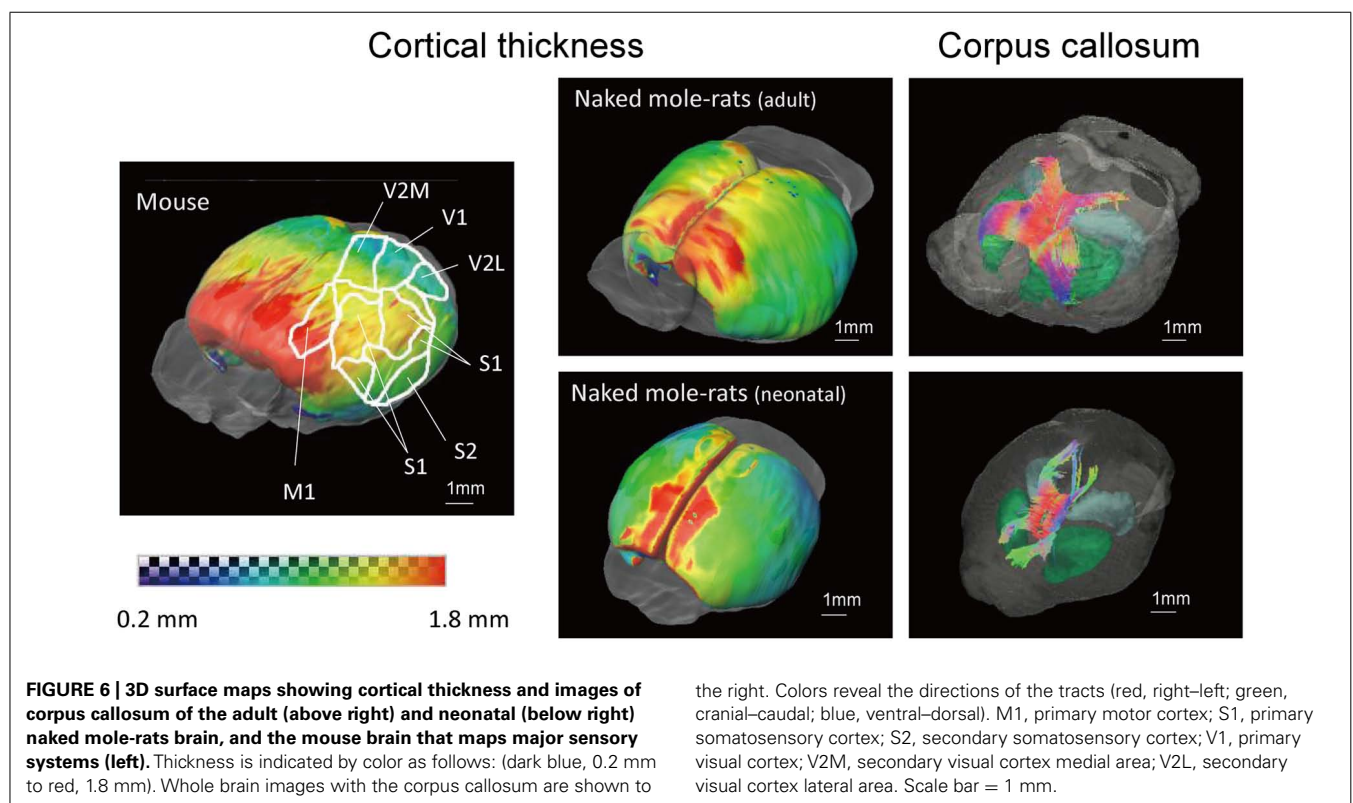 Cortical thickness
Corpus callosum
Mouse
V2M
V1
V2L
S1
S2
S1
M1
1mm
0.2 mm
1.8 mm
Naked mole-rats (adult)
1mm
1mm
Naked mole-rats (neonatal)
1mm
1mm
FIGURE 6 | 3D surface maps showing cortical thickness and images of
corpus callosum of the adult (above right) and neonatal (below right)
naked mole-rats brain, and the mouse brain that maps major sensory
systems (left). Thickness is indicated by color as follows: (dark blue, 0.2 mm
to red, 1.8 mm). Whole brain images with the corpus callosum are shown to
the right. Colors reveal the directions of the tracts (red, right–left; green,
cranial–caudal; blue, ventral–dorsal). M1, primary motor cortex; S1, primary
somatosensory cortex; S2, secondary somatosensory cortex; V1, primary
visual cortex; V2M, secondary visual cortex medial area; V2L, secondary
visual cortex lateral area. Scale bar = 1 mm.